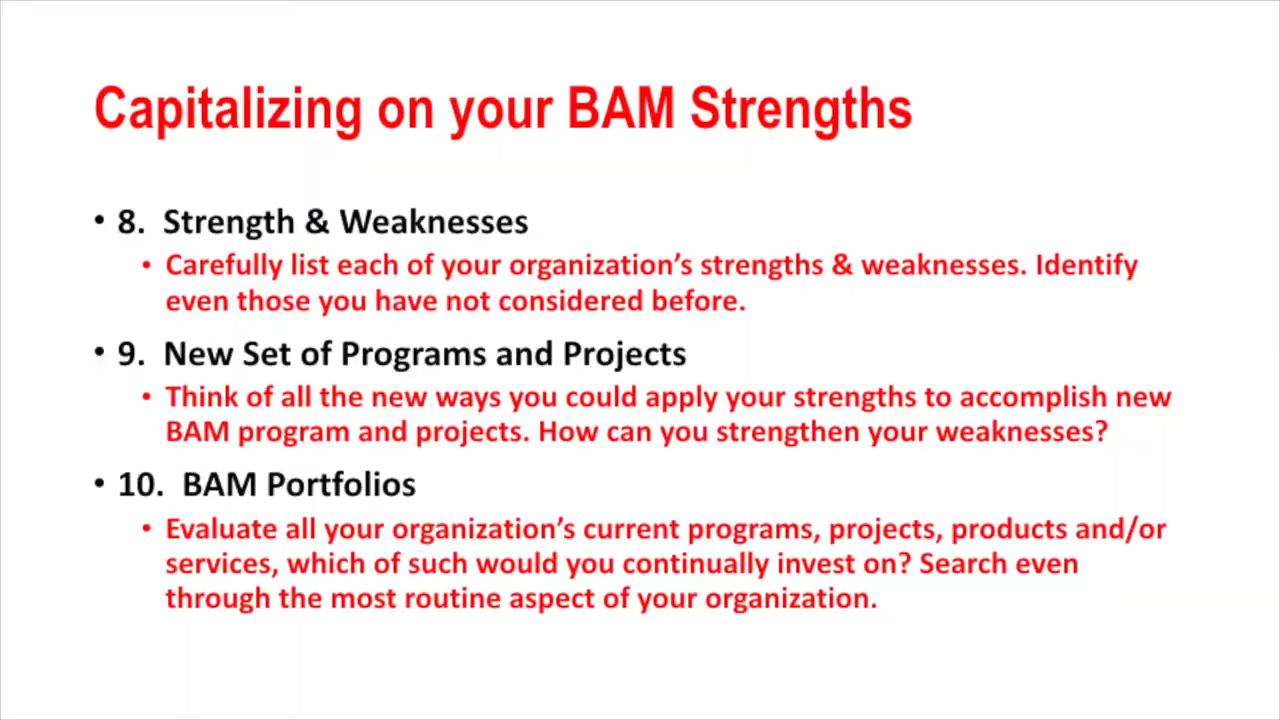 Capitalizing on your BAM Strengths
• 8. Strength & Weaknesses
• Carefully list each of your organization’s strengths & weaknesses. Identify
even those you have not considered before.
• 9. New Set of Programs and Projects
• Think of all the new ways you could apply your strengths to accomplish new
BAM program and projects. How can you strengthen your weaknesses?
• 10. BAM Portfolios
• Evaluate all your organization’s current programs, projects, products and/or
services, which of such would you continually invest on? Search even
through the most routine aspect of your organization.